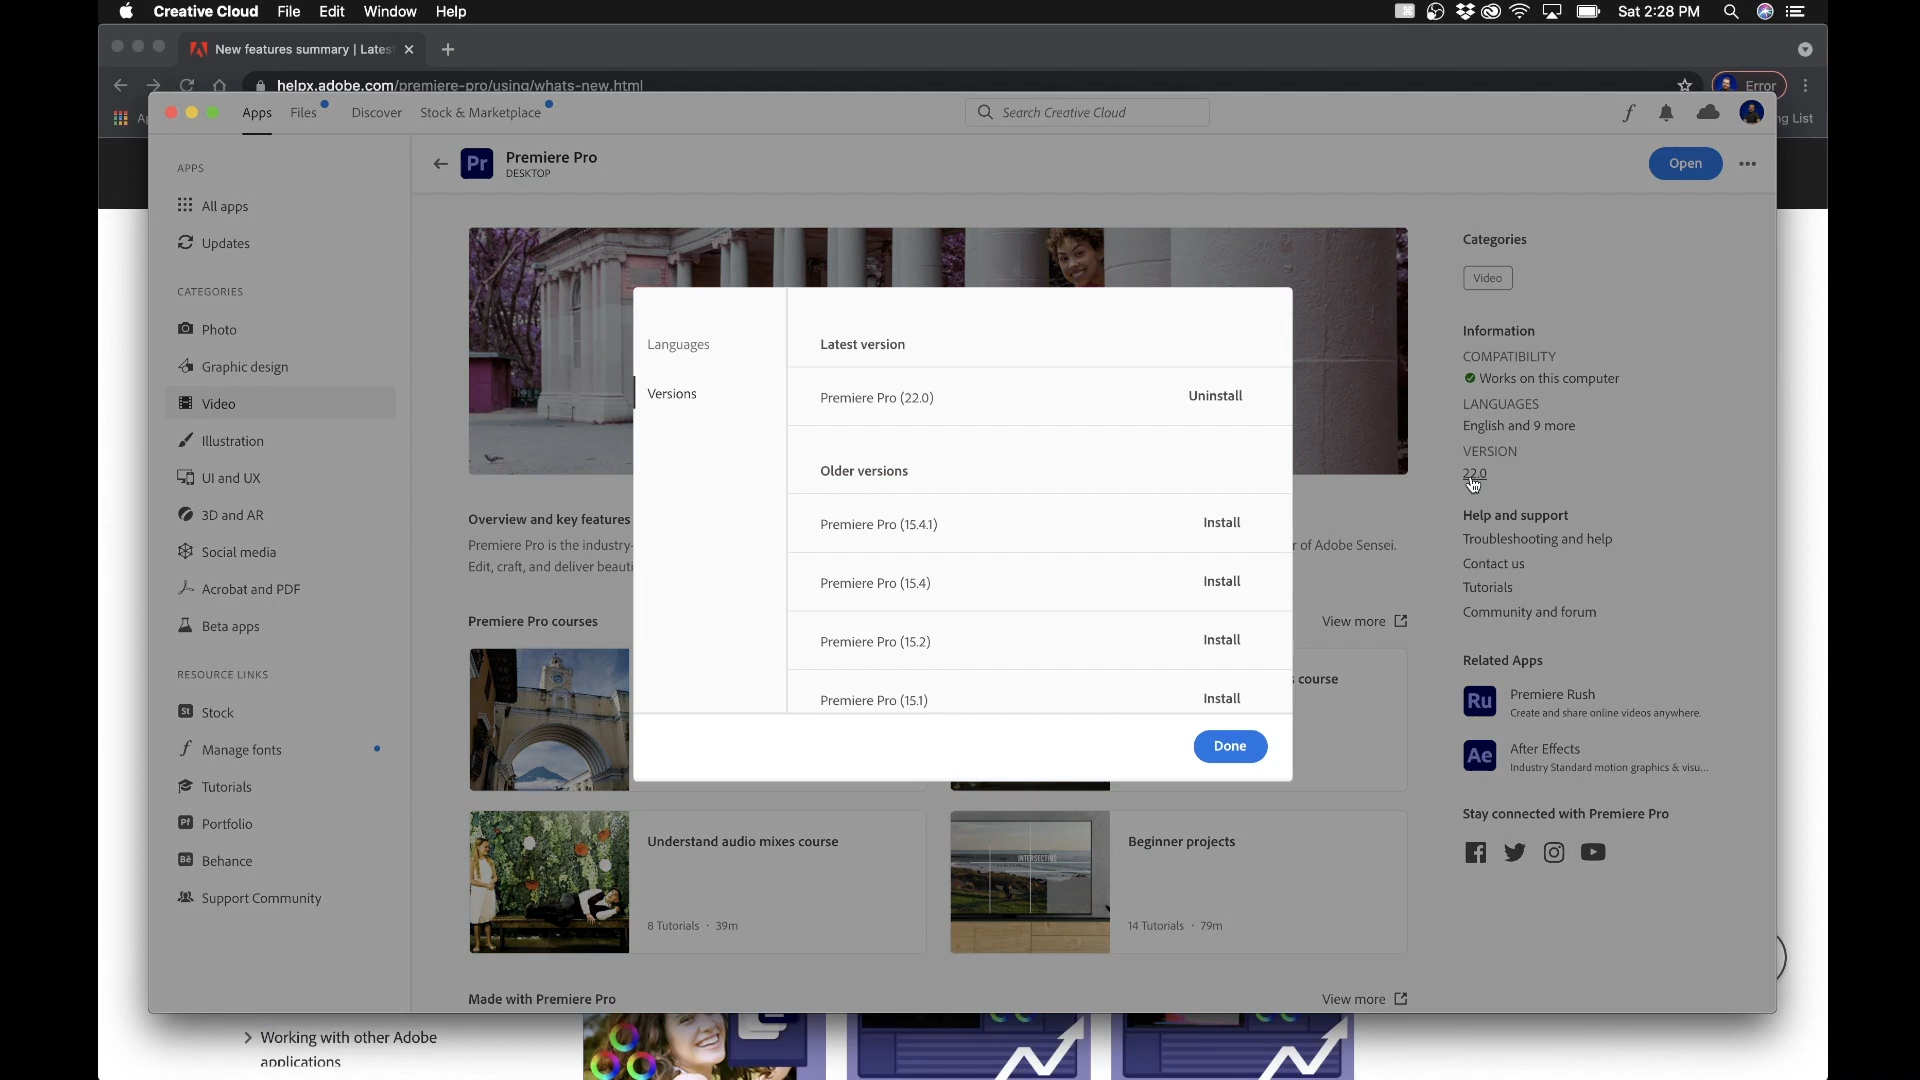 Creative Cloud File Edit Window Help
Sat 2:28 PM
New features summary | Lates
helpx.adobe.com/premiere-pro/using/whats-new.html
Error
Apps Files Discover Stock & Marketplace
Search Creative Cloud
ng List
APPS
All apps
Updates
CATEGORIES
Photo
Graphic design
Video
Illustration
UI and UX
3D and AR
Social media
Acrobat and PDF
Beta apps
RESOURCE LINKS
St Stock
Manage fonts
Tutorials
Pf Portfolio
Bē Behance
Support Community
Pr Premiere Pro
DESKTOP
Open
Languages
Versions
Latest version
Premiere Pro (22.0) Uninstall
Older versions
Premiere Pro (15.4.1) Install
Premiere Pro (15.4) Install
Premiere Pro (15.2) Install
Premiere Pro (15.1) Install
Done
Overview and key features
Premiere Pro is the industry-
r of Adobe Sensei.
Edit, craft, and deliver beauti
Premiere Pro courses
View more
s course
Understand audio mixes course
8 Tutorials · 39m
INTERSECTING
Beginner projects
14 Tutorials · 79m
Made with Premiere Pro
View more
Categories
Video
Information
COMPATIBILITY
Works on this computer
LANGUAGES
English and 9 more
VERSION
22.0
Help and support
Troubleshooting and help
Contact us
Tutorials
Community and forum
Related Apps
Ru Premiere Rush
Create and share online videos anywhere.
Ae After Effects
Industry Standard motion graphics & visu...
Stay connected with Premiere Pro
Working with other Adobe
applications